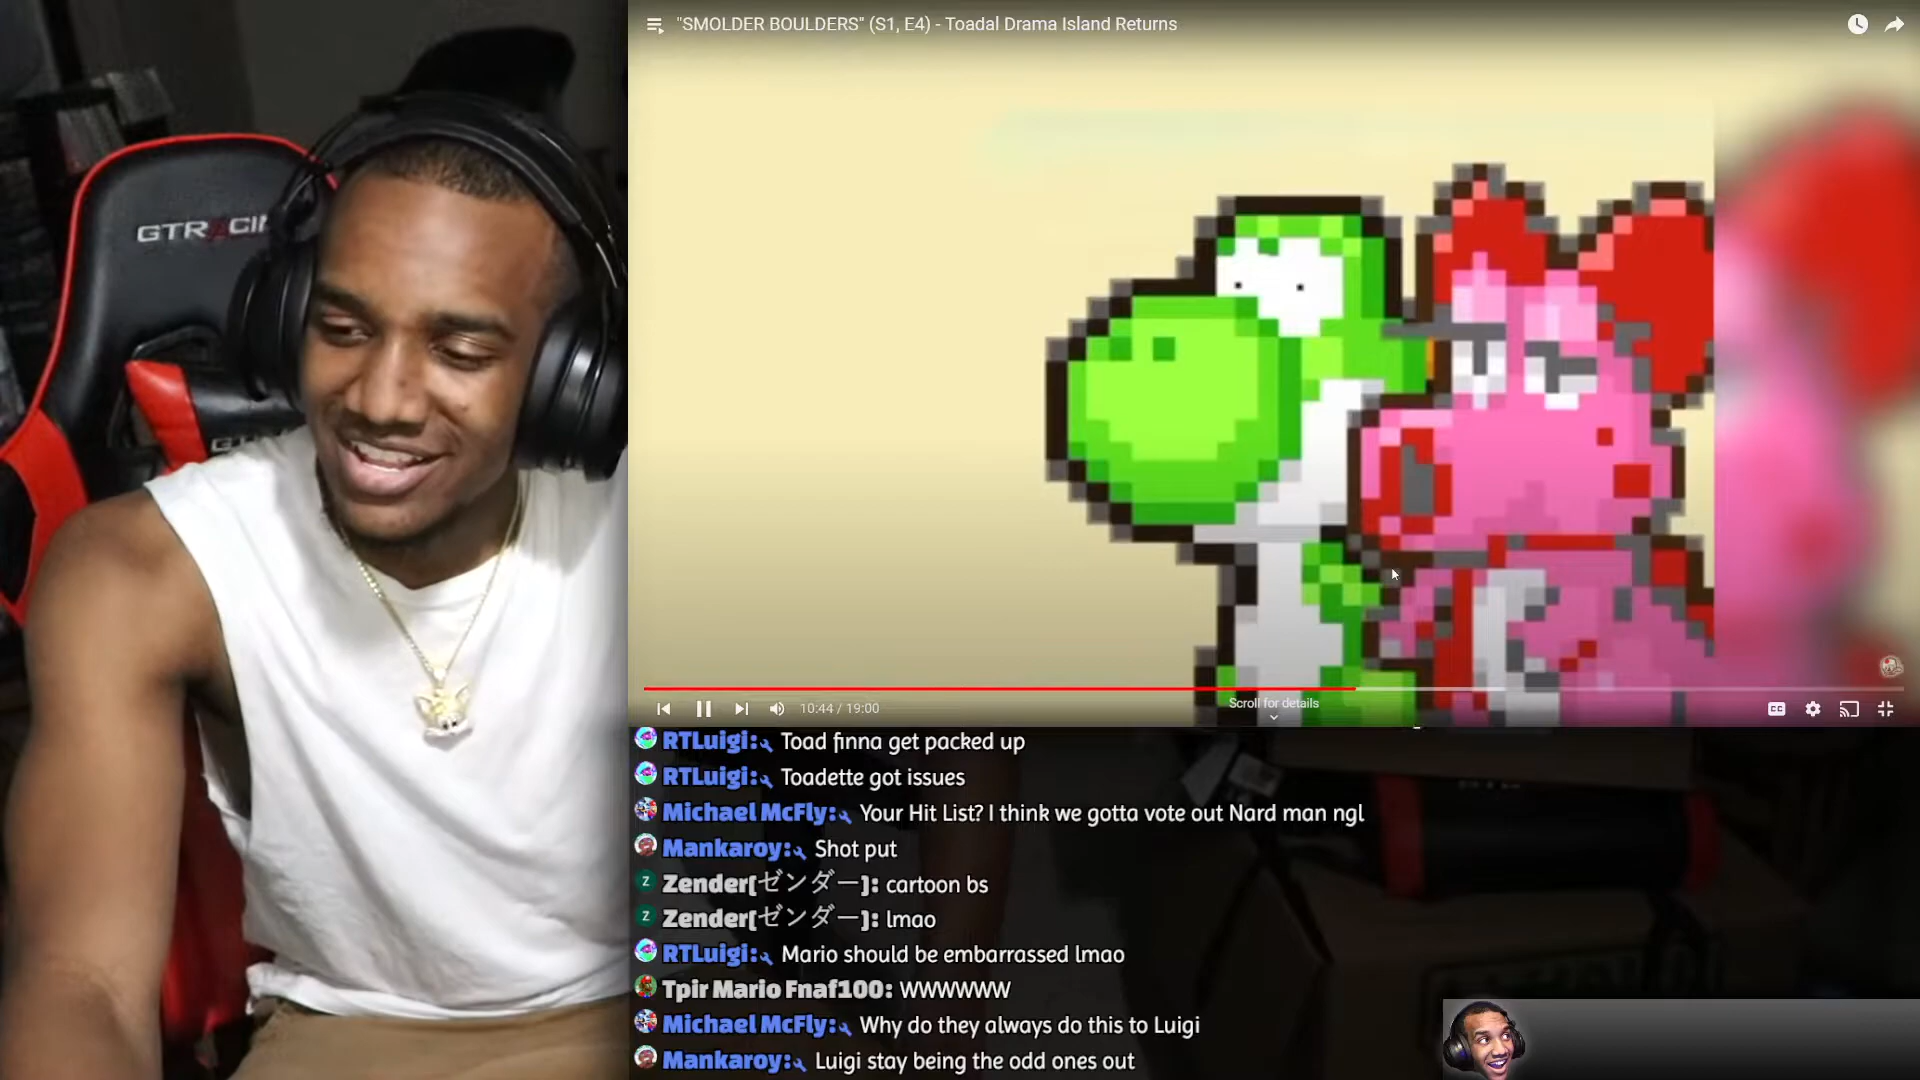 "SMOLDER BOULDERS" (S1, E4) - Toadal Drama Island Returns
GTRACIN
GT
10:44 / 19:00
Scroll for details
CC
RTLuigi: Toad finna get packed up
RTLuigi: Toadette got issues
Michael McFly: Your Hit List? I think we gotta vote out Nard man ngl
Mankaroy: Shot put
Z Zender[ゼンダー]: cartoon bs
Z Zender[ゼンダー]: lmao
RTLuigi: Mario should be embarrassed lmao
Tpir Mario Fnaf100: WWWWWW
Michael McFly: Why do they always do this to Luigi
Mankaroy: Luigi stay being the odd ones out